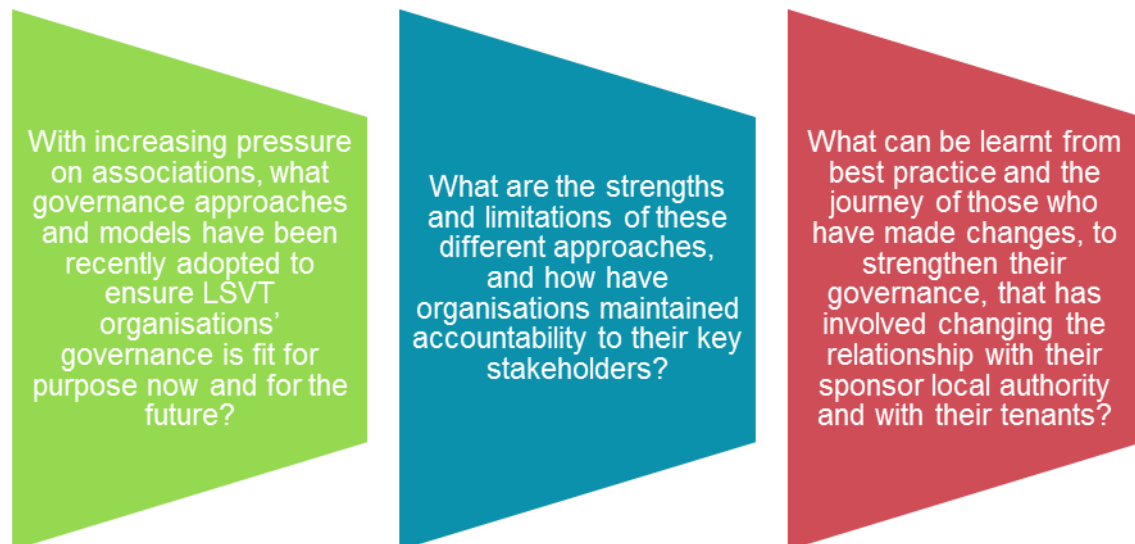 With increasing pressure
on associations, what
governance approaches
and models have been
recently adopted to
ensure LSVT
organisations’
governance is fit for
purpose now and for the
future?
What are the strengths
and limitations of these
different approaches,
and how have
organisations maintained
accountability to their key
stakeholders?
What can be learnt from
best practice and the
journey of those who
have made changes, to
strengthen their
governance, that has
involved changing the
relationship with their
sponsor local authority
and with their tenants?